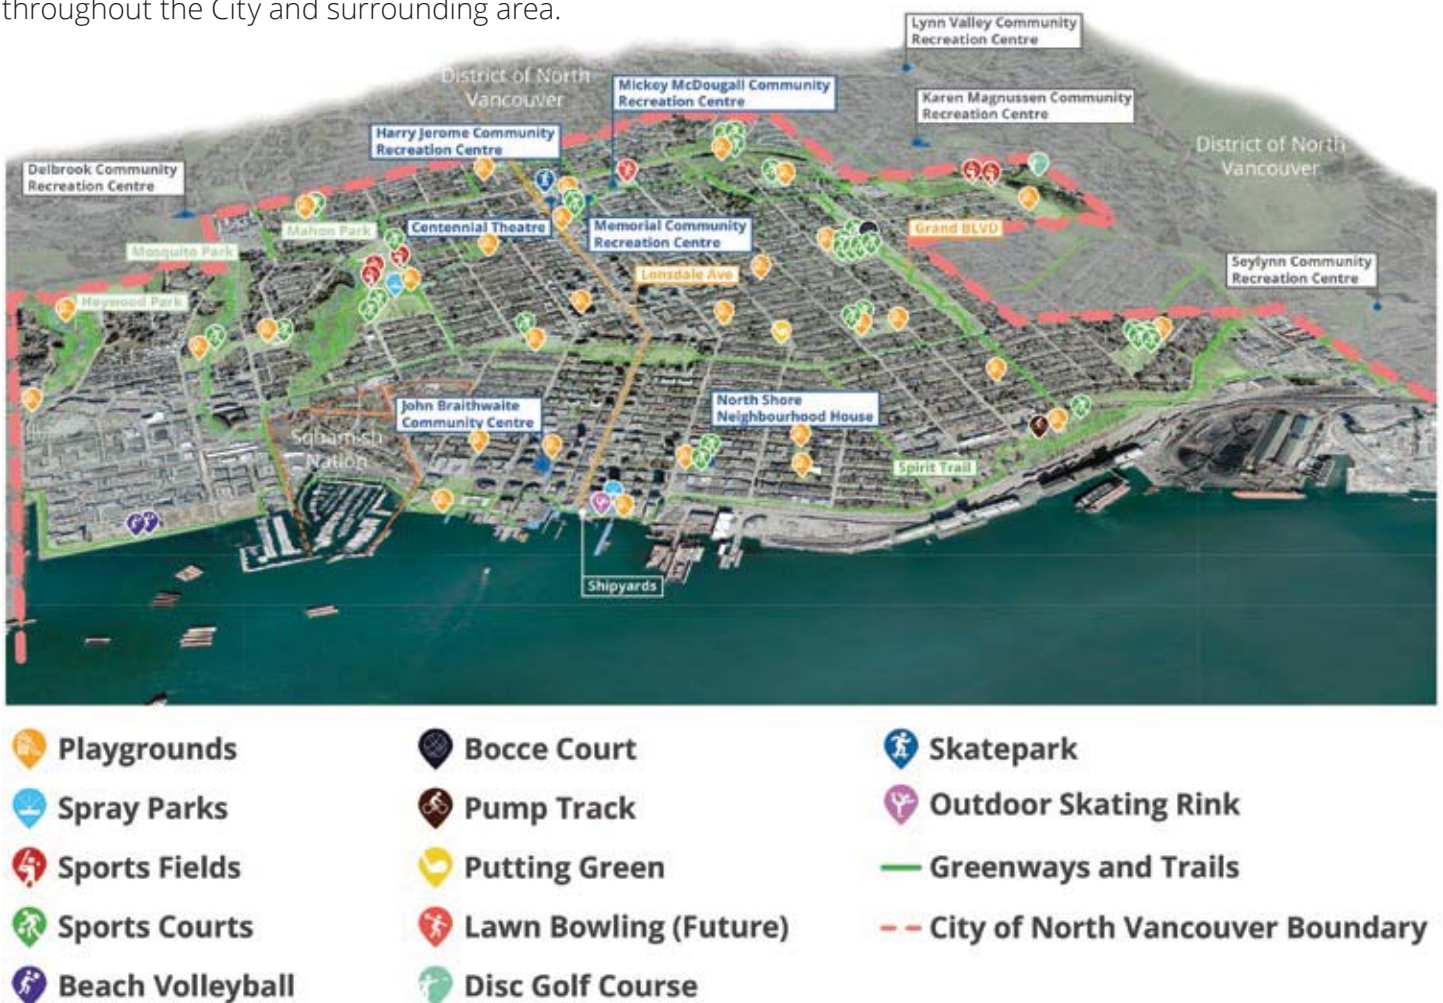 throughout the City and surrounding area.
Lynn Valley Community
Recreation Centre
District of North
Vancouver
Mickey McDougall Community
Recreation Centre
Karen Magnussen Community
Recreation Centre
Harry Jerome Community
Recreation Centre
District of North
Vancouver
Delbrook Community
Recreation Centre
Mahon Park
Centennial Theatre
Memorial Community
Recreation Centre
Grand BLVD
Mosquito Park
Lonsdale Ave
Seylynn Community
Recreation Centre
Heywood Park
John Braithwaite
Community Centre
North Shore
Neighbourhood House
Squamish
Nation
Spirit Trail
Shipyards
Playgrounds
Spray Parks
Sports Fields
Sports Courts
Beach Volleyball
Bocce Court
Pump Track
Putting Green
Lawn Bowling (Future)
Disc Golf Course
Skatepark
Outdoor Skating Rink
Greenways and Trails
City of North Vancouver Boundary